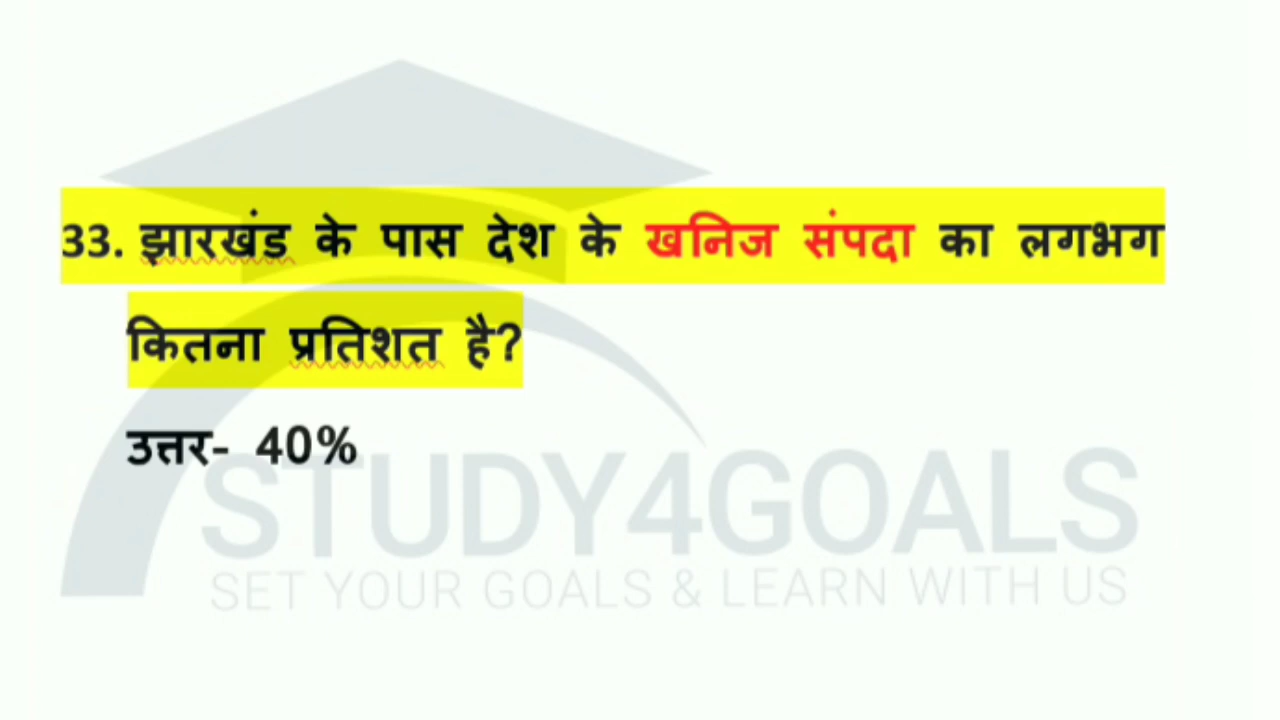 33. झारखंड के पास देश के खनिज संपदा का लगभग
कितना प्रतिशत है?
उत्तर- 40%
STUDY4GOALS
SET YOUR GOALS & LEARN WITH US